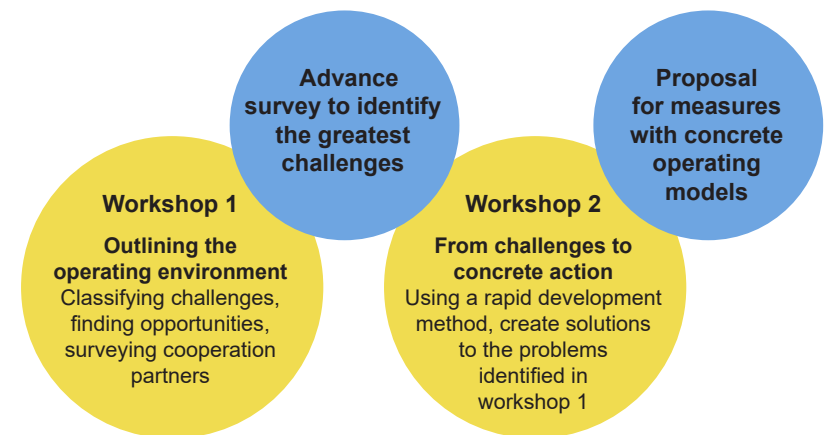 Workshop 1
Outlining the
operating environment
Classifying challenges,
finding opportunities,
surveying cooperation
partners
Advance
survey to identify
the greatest
challenges
Workshop 2
From challenges to
concrete action
Using a rapid development
method, create solutions
to the problems
identified in
workshop 1
Proposal
for measures
with concrete
operating
models